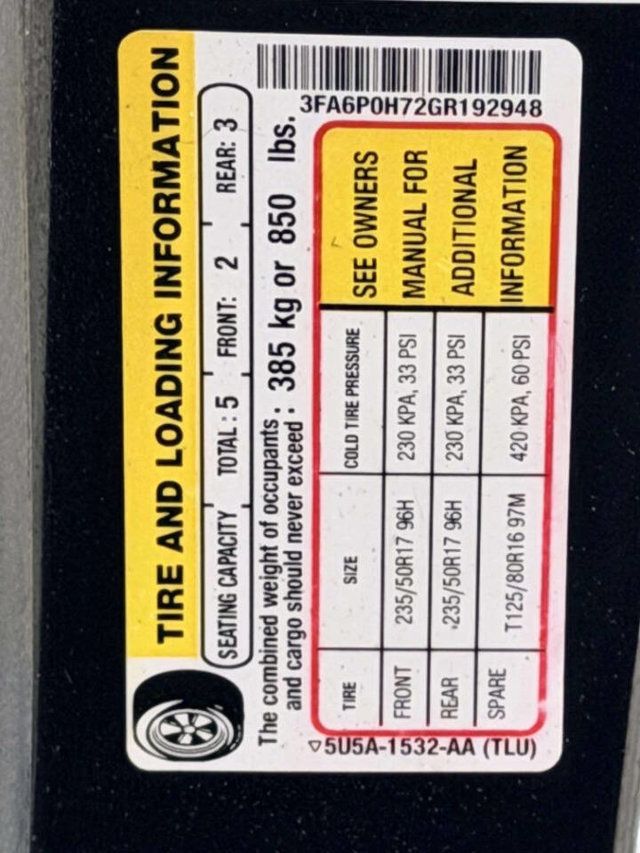 TIRE AND LOADING INFORMATION
SEATING CAPACITY TOTAL : 5 FRONT: 2 REAR: 3
The combined weight of occupants
and cargo should never exceed : 385 kg or 850 lbs.
TIRE SIZE COLD TIRE PRESSURE
FRONT 235/50R17 96H 230 KPA, 33 PSI
REAR 235/50R17 96H 230 KPA, 33 PSI
SPARE T125/80R16 97M 420 KPA, 60 PSI
SEE OWNERS
MANUAL FOR
ADDITIONAL
INFORMATION
3FA6P0H72GR192948
5U5A-1532-AA (TLU)